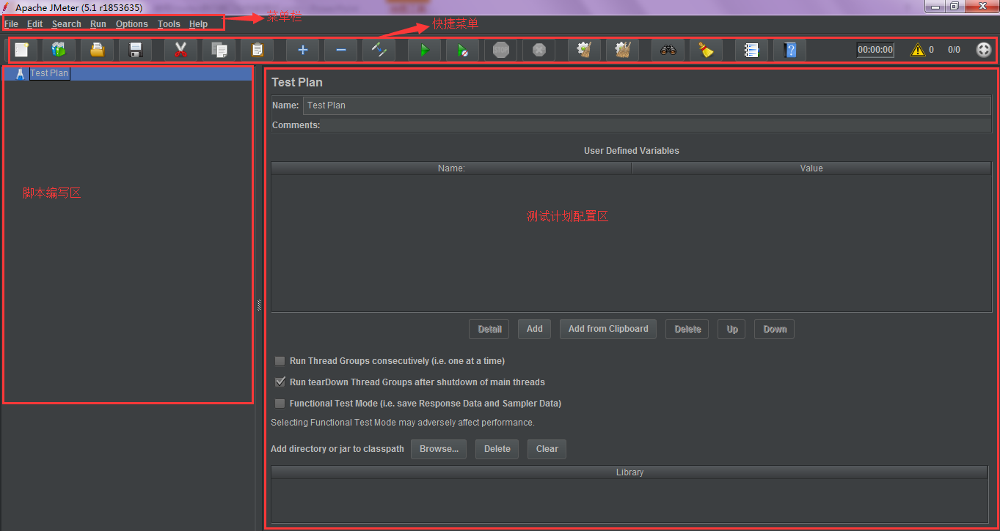 Apache JMeter (5.1 r1853635)
菜单栏
File Edit Search Run Options Tools Help
快捷菜单
STOP 00:00:00 0 0/0
Test Plan
Test Plan
Name: Test Plan
Comments:
User Defined Variables
Name: Value
脚本编写区
测试计划配置区
Detail Add Add from Clipboard Delete Up Down
Run Thread Groups consecutively (i.e. one at a time)
Run tearDown Thread Groups after shutdown of main threads
Functional Test Mode (i.e. save Response Data and Sampler Data)
Selecting Functional Test Mode may adversely affect performance.
Add directory or jar to classpath Browse... Delete Clear
Library